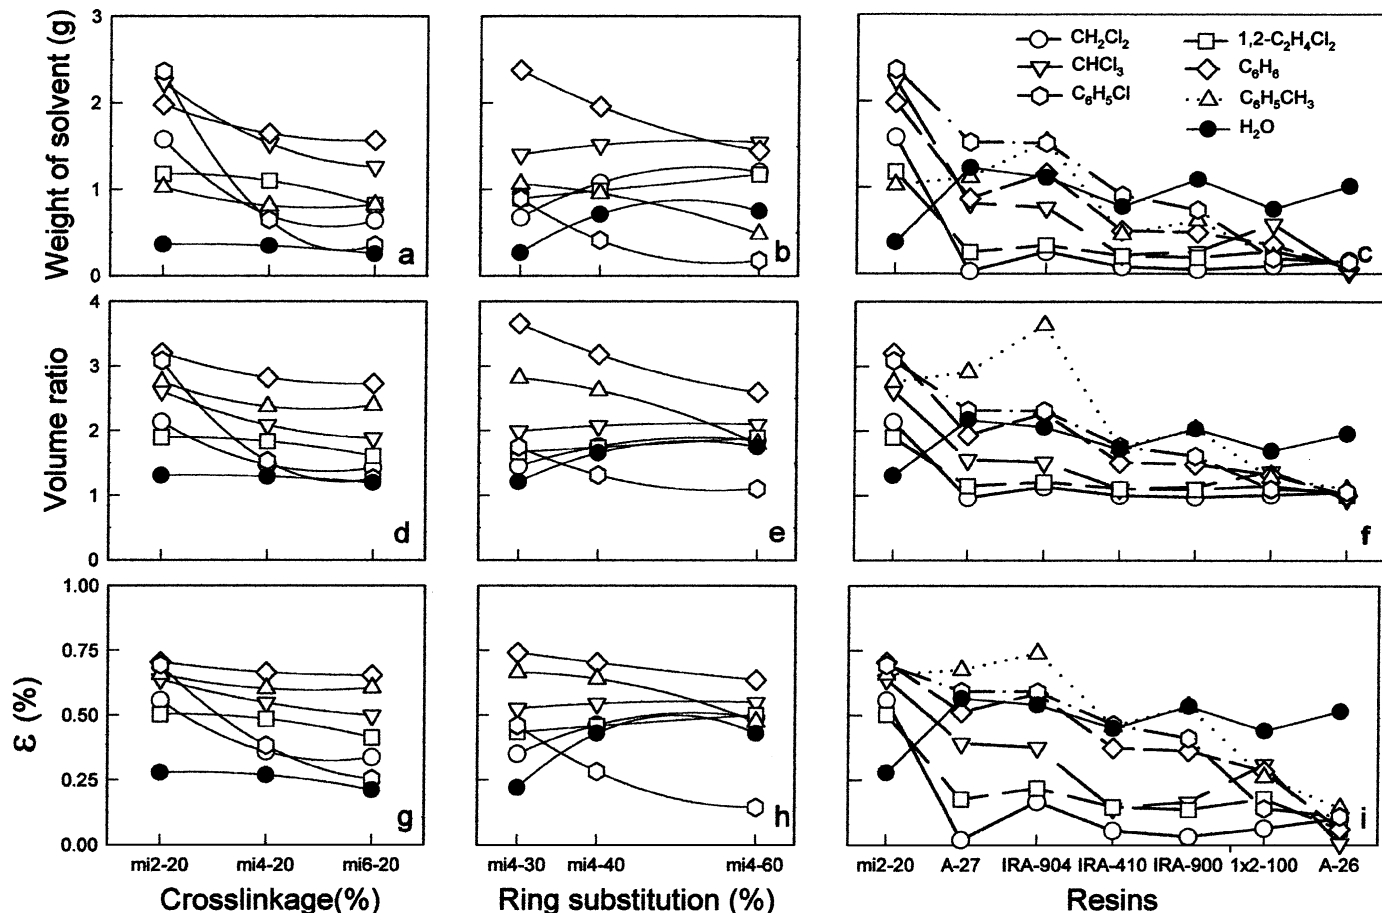 Weight of solvent (g)
3
2
1
0
a
b
c
CH₂Cl₂
CHCl₃
C₆H₅Cl
1,2-C₂H₄Cl₂
C₆H₆
C₆H₅CH₃
H₂O
Volume ratio
4
3
2
1
0
d
e
f
ε (%)
1.00
0.75
0.50
0.25
0.00
g
h
i
mi2-20 mi4-20 mi6-20
Crosslinkage(%)
mi4-30 mi4-40 mi4-60
Ring substitution (%)
mi2-20 A-27 IRA-904 IRA-410 IRA-900 1x2-100 A-26
Resins